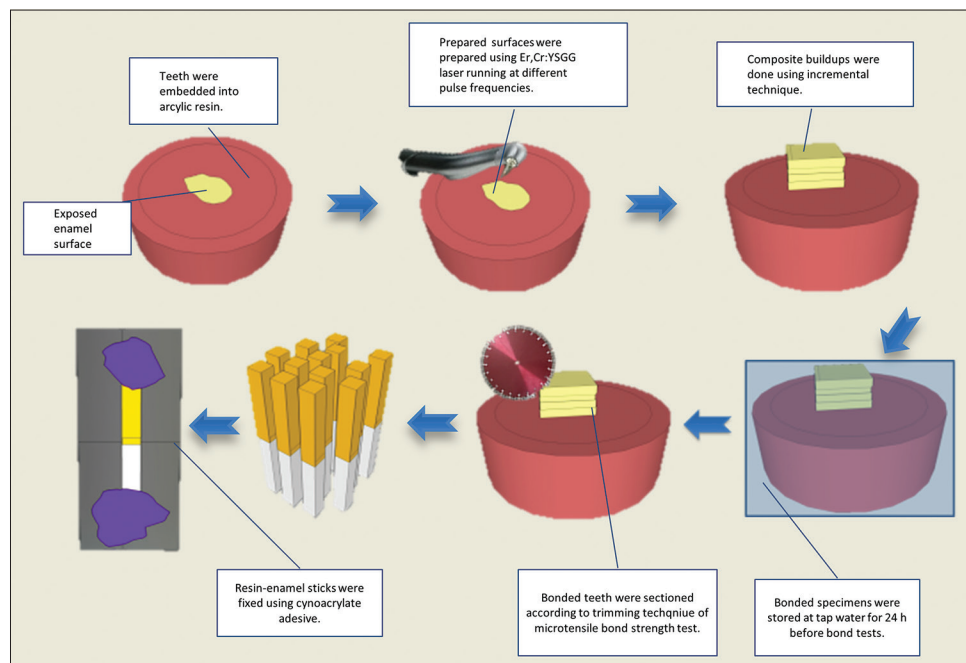 Teeth were
embedded into
arcylic resin.
Exposed
enamel
surface
Prepared surfaces were
prepared using Er,Cr:YSGG
laser running at different
pulse frequencies.
Composite buildups were
done using incremental
technique.
Bonded specimens were
stored at tap water for 24 h
before bond tests.
Bonded teeth were sectioned
according to trimming techqniue of
microtensile bond strength test.
Resin-enamel sticks were
fixed using cynoacrylate
adesive.